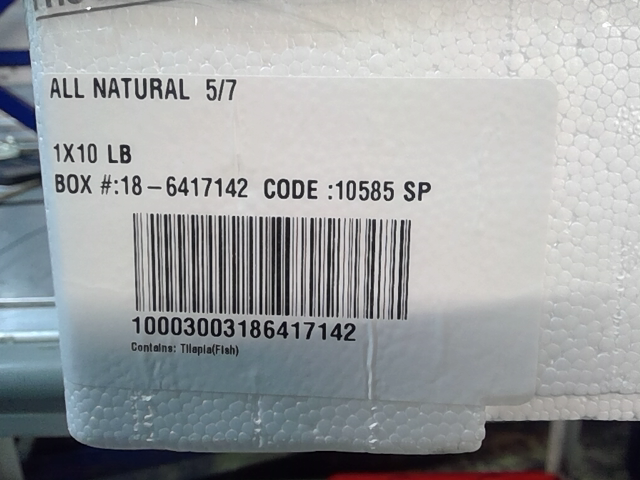 ALL NATURAL 5/7
1X10 LB
BOX #:18-6417142 CODE :10585 SP
10003003186417142
Contains: Tilapia(Fish)